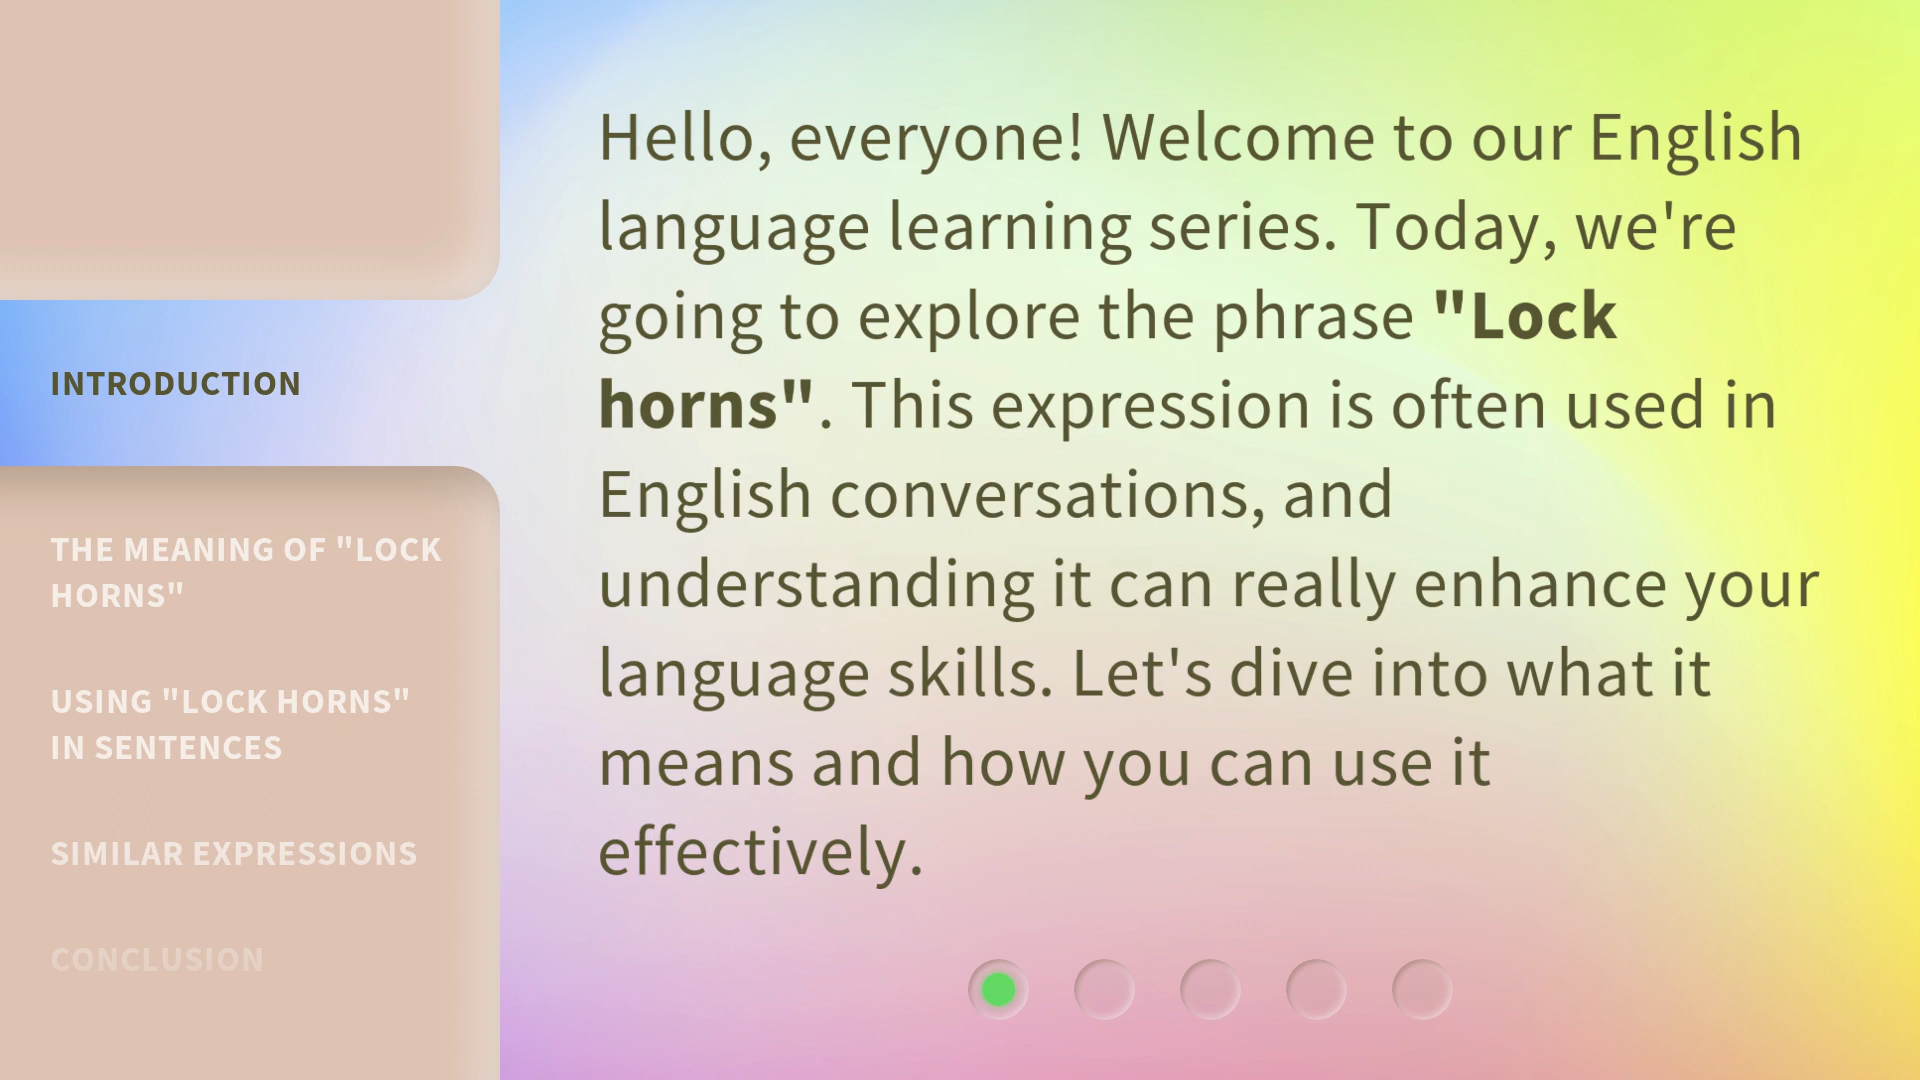 INTRODUCTION
THE MEANING OF "LOCK
HORNS"
USING "LOCK HORNS"
IN SENTENCES
SIMILAR EXPRESSIONS
CONCLUSION
Hello, everyone! Welcome to our English
language learning series. Today, we're
going to explore the phrase "Lock
horns". This expression is often used in
English conversations, and
understanding it can really enhance your
language skills. Let's dive into what it
means and how you can use it
effectively.